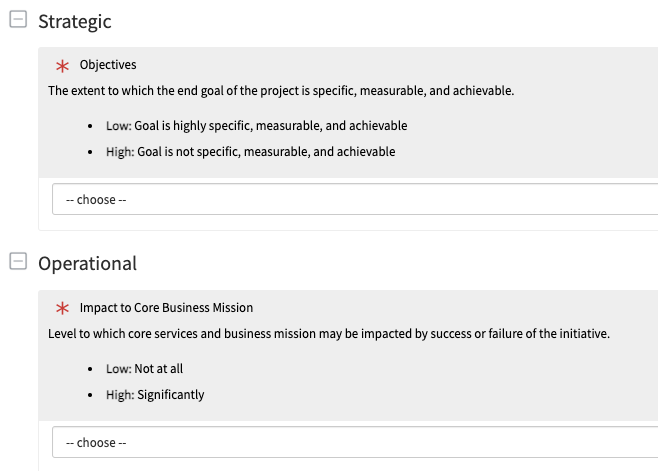 Strategic
* Objectives
The extent to which the end goal of the project is specific, measurable, and achievable.
• Low: Goal is highly specific, measurable, and achievable
• High: Goal is not specific, measurable, and achievable
-- choose --
Operational
* Impact to Core Business Mission
Level to which core services and business mission may be impacted by success or failure of the initiative.
• Low: Not at all
• High: Significantly
-- choose --